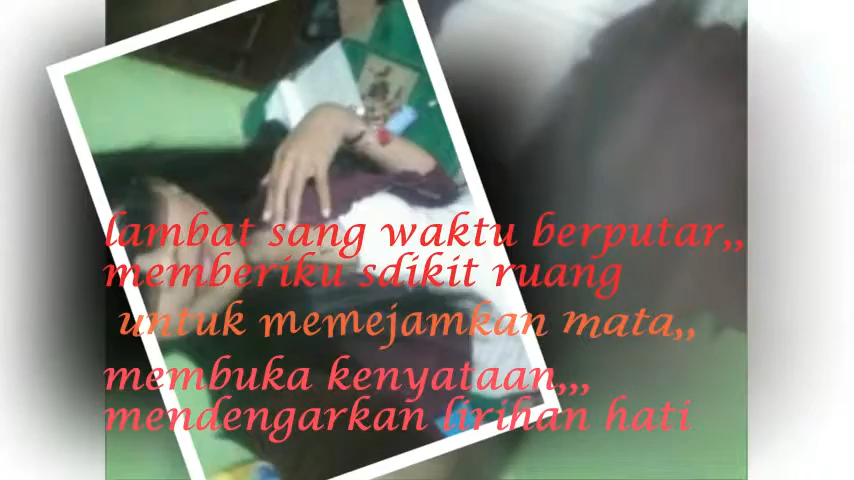 lambat sang waktu berputar,,
memberiku sdikit ruang
untuk memejamkan mata,,
membuka kenyataan,,,
mendengarkan lirihan hati